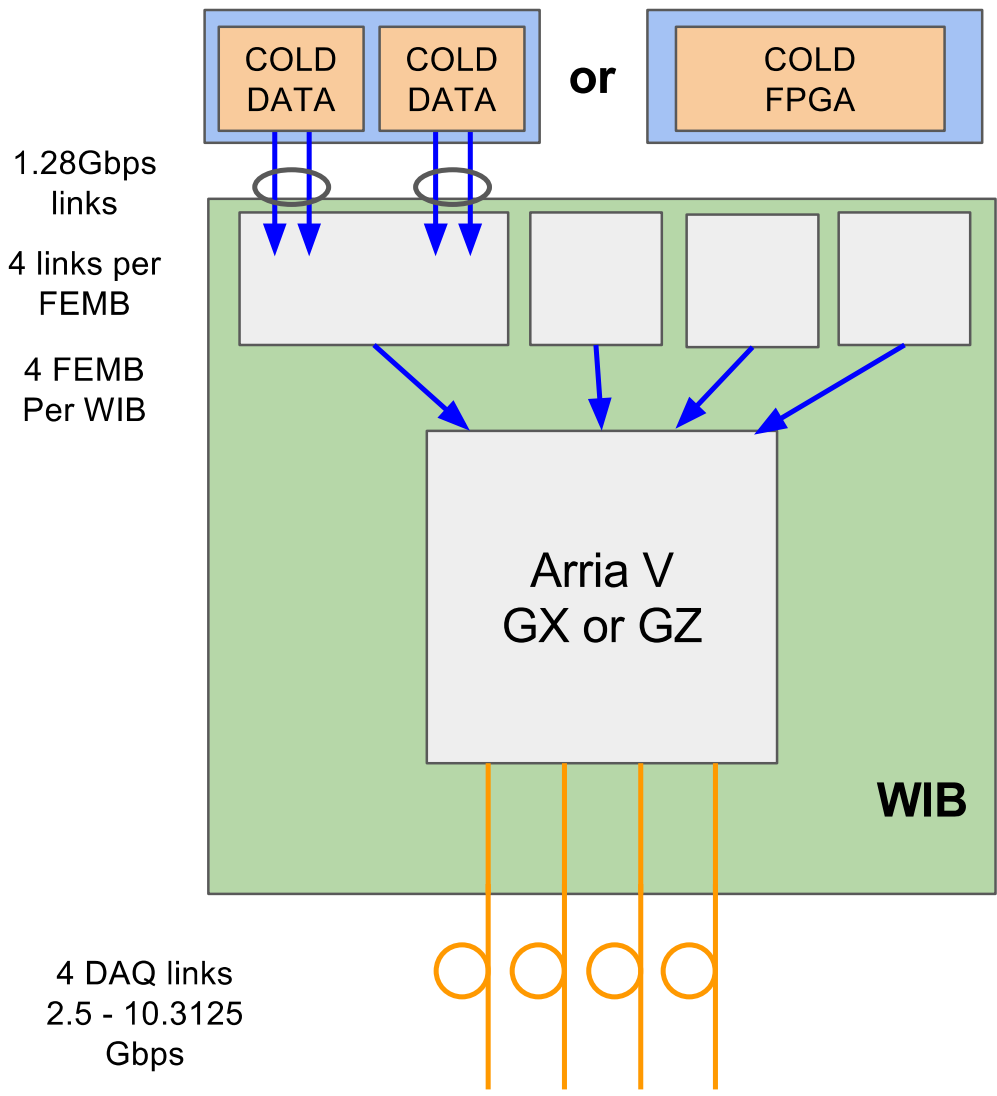 COLD
DATA
COLD
DATA
or
COLD
FPGA
1.28Gbps
links
4 links per
FEMB
4 FEMB
Per WIB
Arria V
GX or GZ
WIB
4 DAQ links
2.5 - 10.3125
Gbps